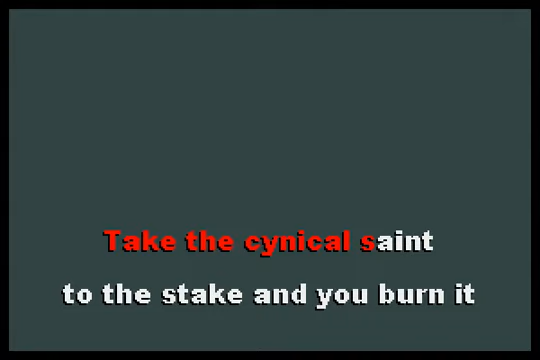 Take the cynical saint
to the stake and you burn it